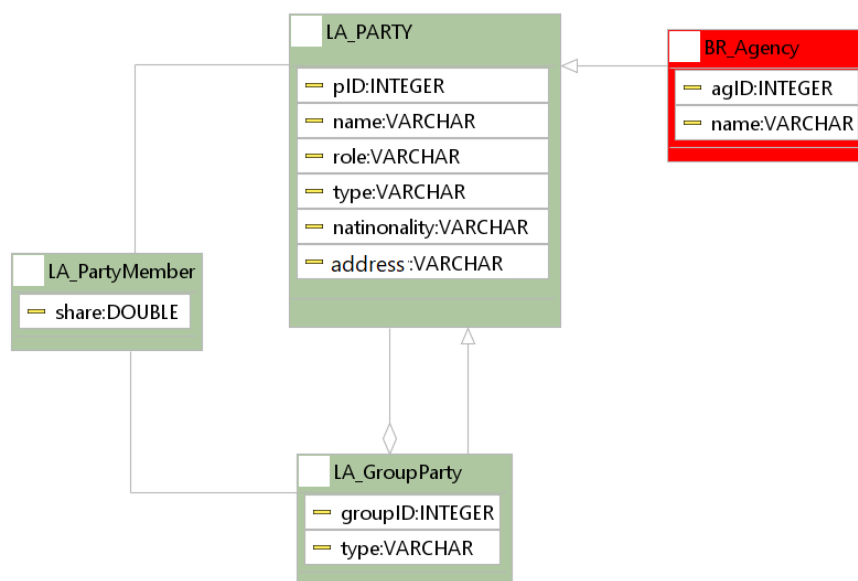 LA_PARTY
pID:INTEGER
name:VARCHAR
role:VARCHAR
type:VARCHAR
natinonality:VARCHAR
address:VARCHAR
BR_Agency
agID:INTEGER
name:VARCHAR
LA_PartyMember
share:DOUBLE
LA_GroupParty
groupID:INTEGER
type:VARCHAR